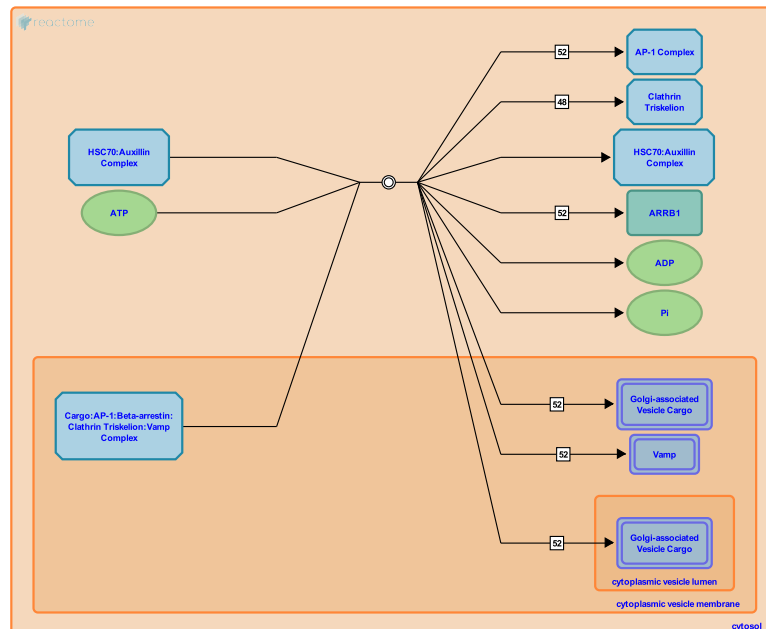 reactome
52
AP-1 Complex
48
Clathrin
Triskelion
HSC70:Auxillin
Complex
HSC70:Auxillin
Complex
ATP
52
ARRB1
ADP
Pi
Cargo:AP-1:Beta-arrestin:
Clathrin Triskelion:Vamp
Complex
52
Golgi-associated
Vesicle Cargo
52
Vamp
52
Golgi-associated
Vesicle Cargo
cytoplasmic vesicle lumen
cytoplasmic vesicle membrane
cytosol